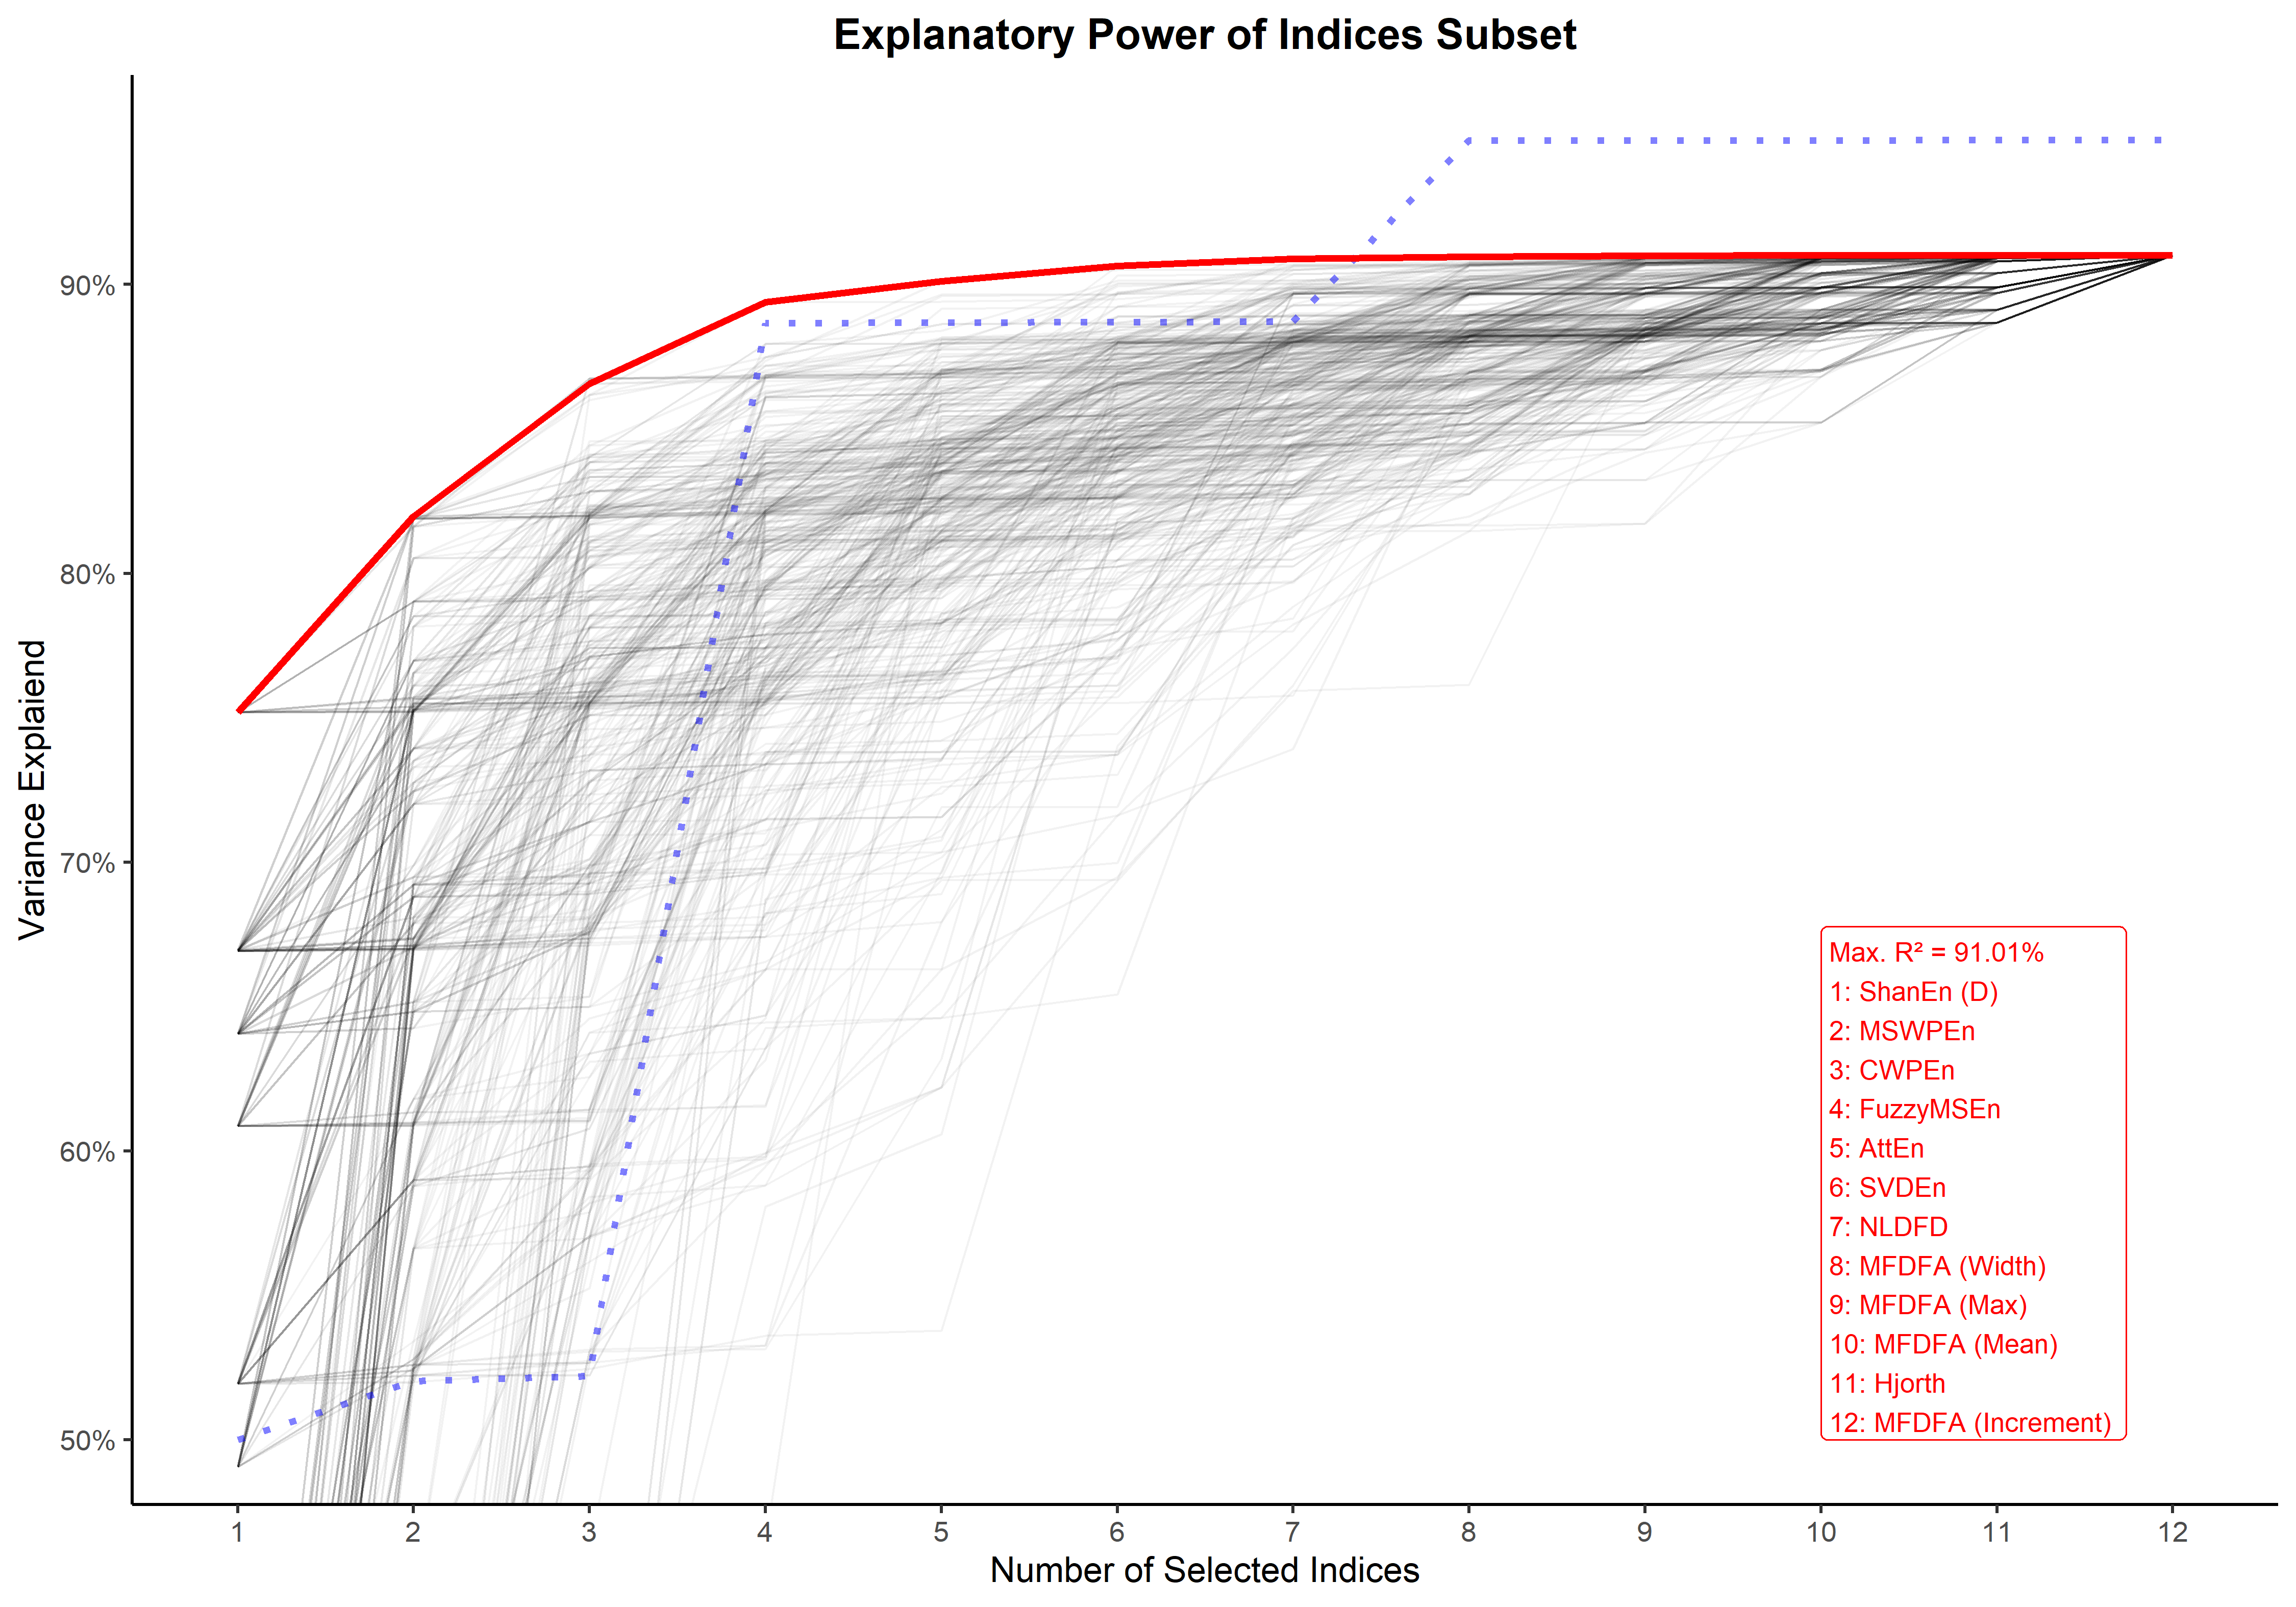 Explanatory Power of Indices Subset
Variance Explaiend
90%
80%
70%
60%
50%
Max. R² = 91.01%
1: ShanEn (D)
2: MSWPEn
3: CWPEn
4: FuzzyMSEn
5: AttEn
6: SVDEn
7: NLDFD
8: MFDFA (Width)
9: MFDFA (Max)
10: MFDFA (Mean)
11: Hjorth
12: MFDFA (Increment)
1 2 3 4 5 6 7 8 9 10 11 12
Number of Selected Indices